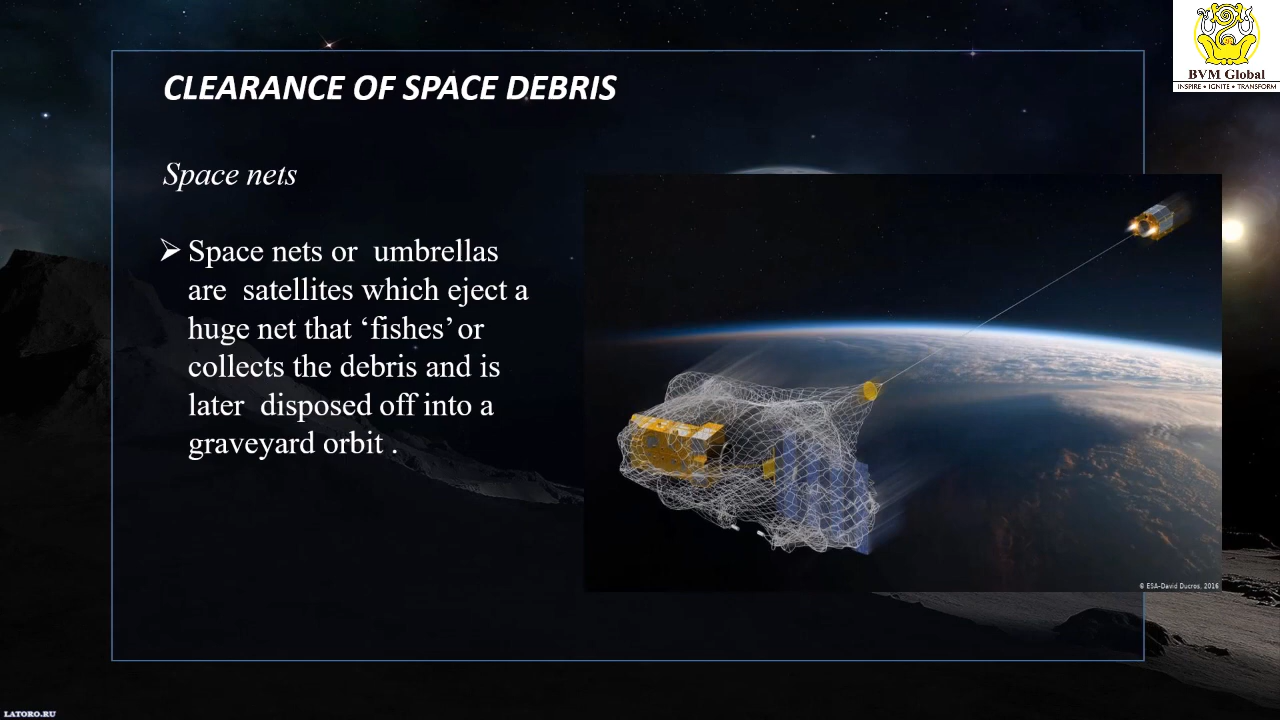 BVM Global
INSPIRE • IGNITE • TRANSFORM
CLEARANCE OF SPACE DEBRIS
Space nets
➢ Space nets or umbrellas
are satellites which eject a
huge net that ‘fishes’ or
collects the debris and is
later disposed off into a
graveyard orbit .
© ESA–David Ducros, 2016
LATORO.RU